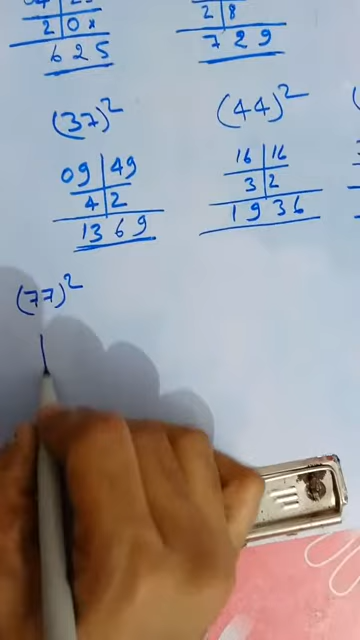 2 0
6 2 5
2 8
7 2 9
(37)²
09 | 49
4 | 2
13 6 9
(44)²
16 | 16
3 | 2
1 9 3 6
(77)²